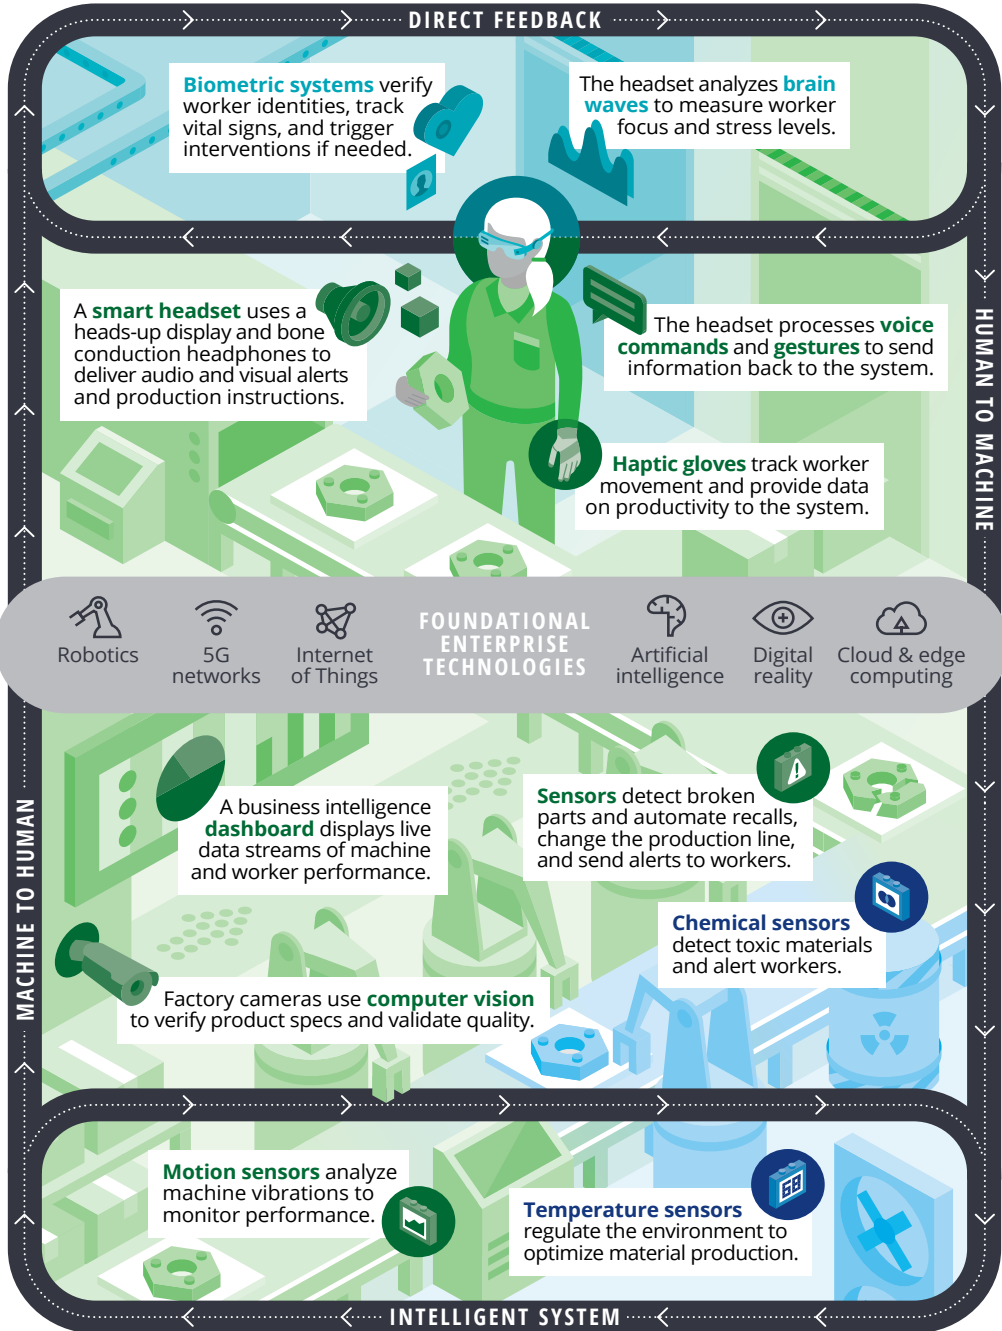 DIRECT FEEDBACK
Biometric systems verify
worker identities, track
vital signs, and trigger
interventions if needed.
The headset analyzes brain
waves to measure worker
focus and stress levels.
A smart headset uses a
heads-up display and bone
conduction headphones to
deliver audio and visual alerts
and production instructions.
The headset processes voice
commands and gestures to send
information back to the system.
Haptic gloves track worker
movement and provide data
on productivity to the system.
HUMAN TO MACHINE
Robotics
5G
networks
Internet
of Things
FOUNDATIONAL
ENTERPRISE
TECHNOLOGIES
Artificial
intelligence
Digital
reality
Cloud & edge
computing
MACHINE TO HUMAN
A business intelligence
dashboard displays live
data streams of machine
and worker performance.
Sensors detect broken
parts and automate recalls,
change the production line,
and send alerts to workers.
Chemical sensors
detect toxic materials
and alert workers.
Factory cameras use computer vision
to verify product specs and validate quality.
Motion sensors analyze
machine vibrations to
monitor performance.
68
Temperature sensors
regulate the environment to
optimize material production.
INTELLIGENT SYSTEM